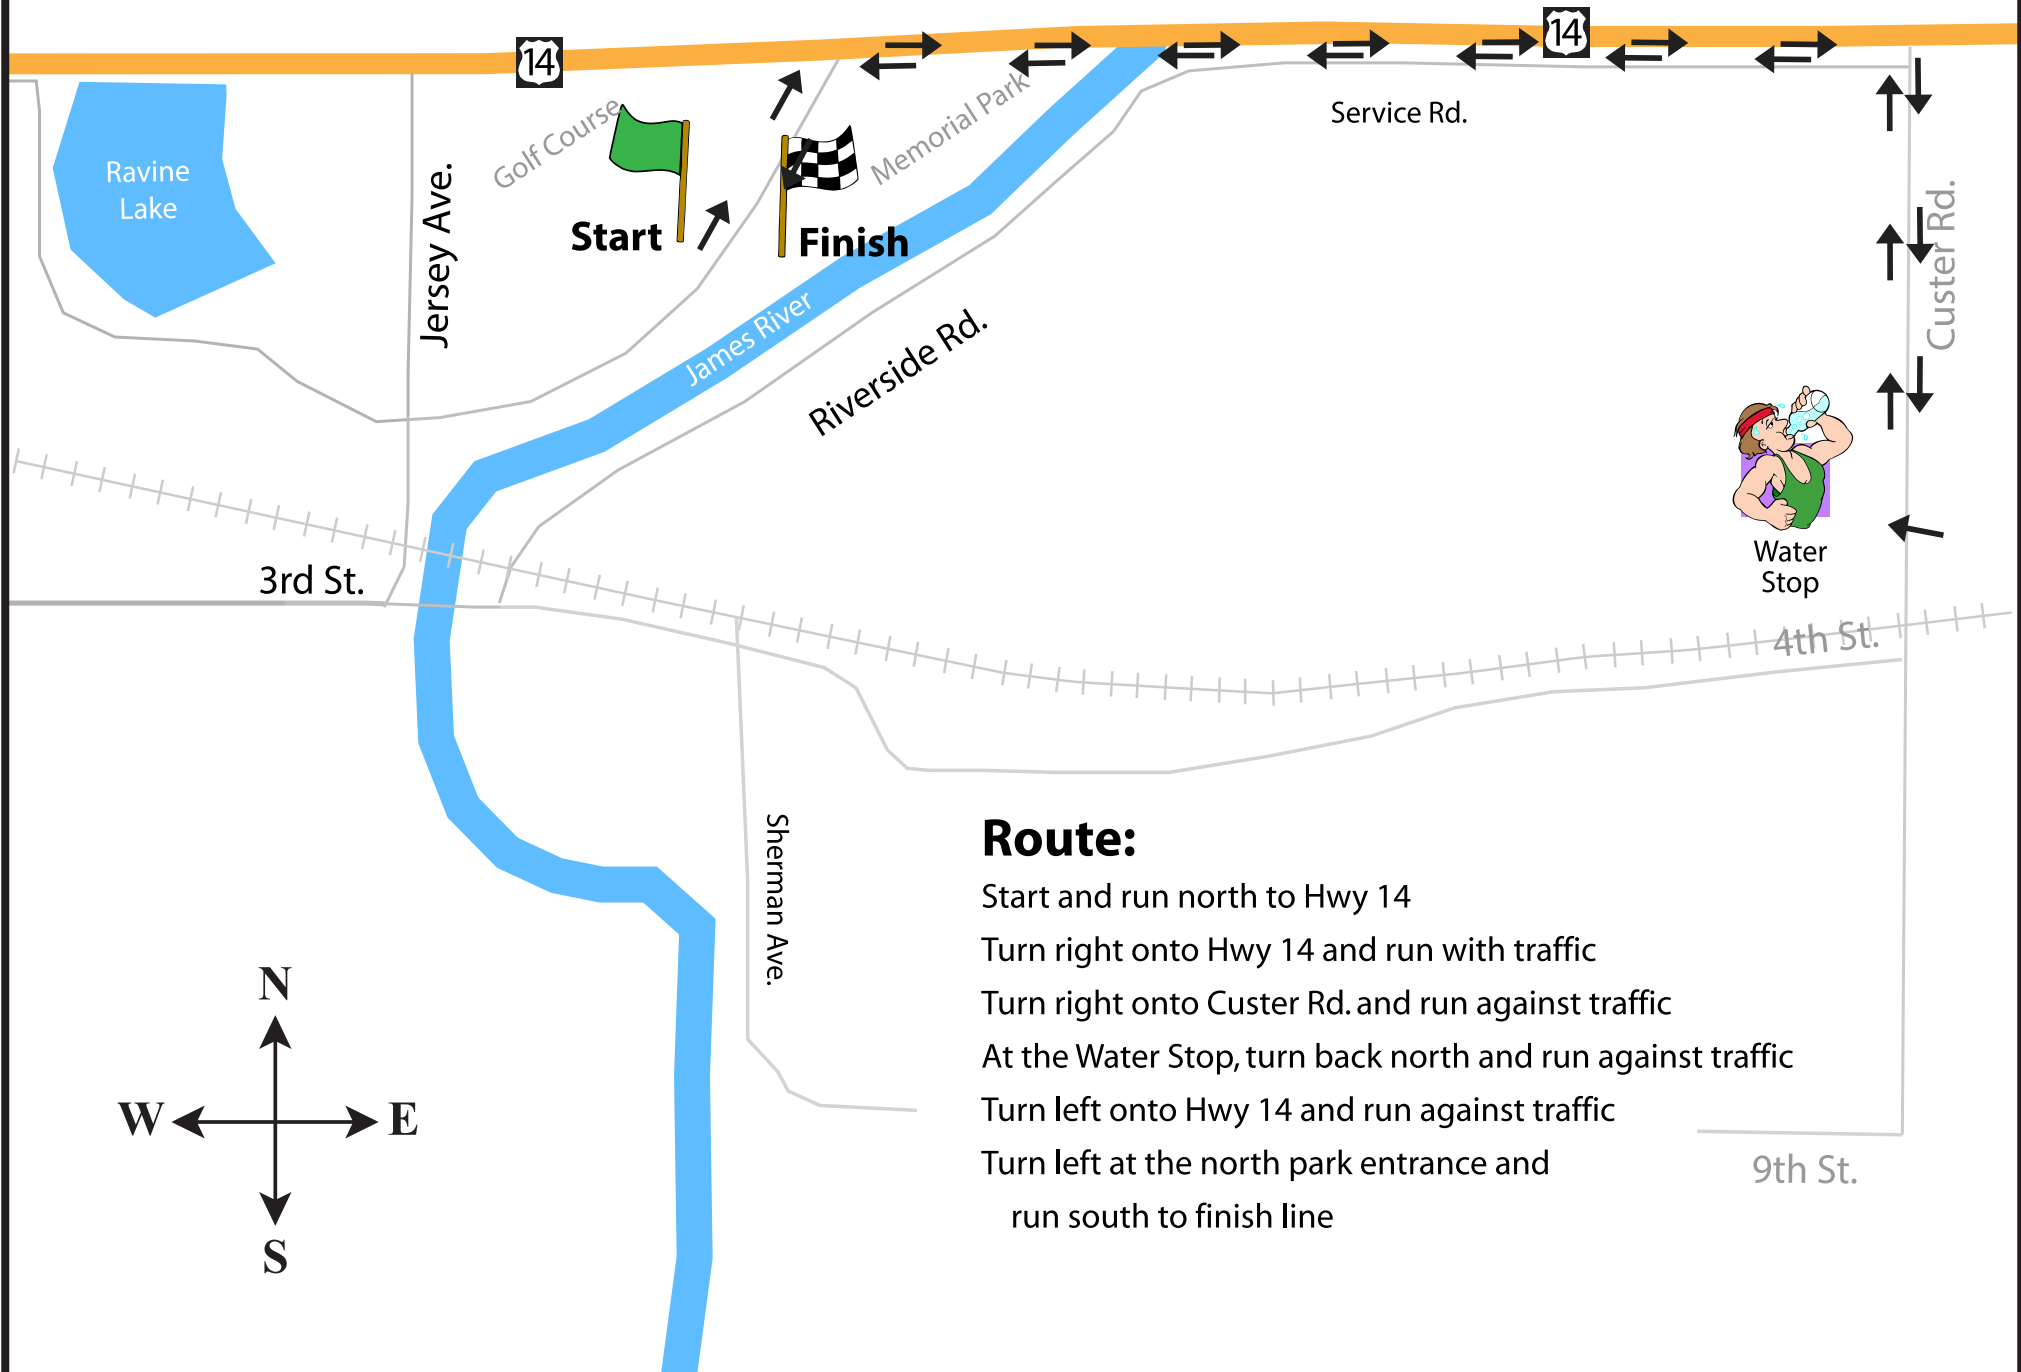 14
14
Golf Course
Memorial Park
Service Rd.
Ravine
Lake
Jersey Ave.
Start
Finish
Custer Rd.
James River
Riverside Rd.
Water
Stop
3rd St.
4th St.
Sherman Ave.
Route:
Start and run north to Hwy 14
Turn right onto Hwy 14 and run with traffic
Turn right onto Custer Rd. and run against traffic
At the Water Stop, turn back north and run against traffic
Turn left onto Hwy 14 and run against traffic
Turn left at the north park entrance and
run south to finish line
9th St.
N
W
E
S